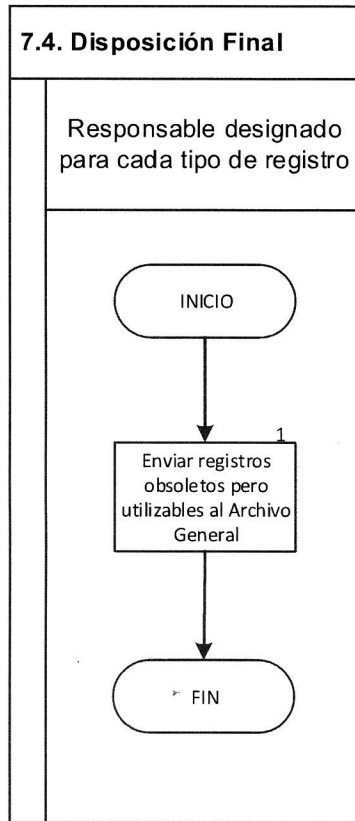 7.4. Disposición Final
Responsable designado
para cada tipo de registro
INICIO
1
Enviar registros
obsoletos pero
utilizables al Archivo
General
FIN